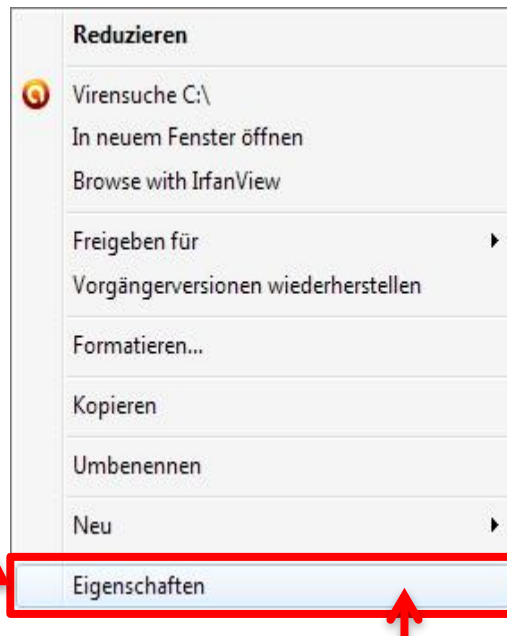 Reduzieren
Virensuche C:\
In neuem Fenster öffnen
Browse with IrfanView
Freigeben für
Vorgängerversionen wiederherstellen
Formatieren...
Kopieren
Umbenennen
Neu
Eigenschaften